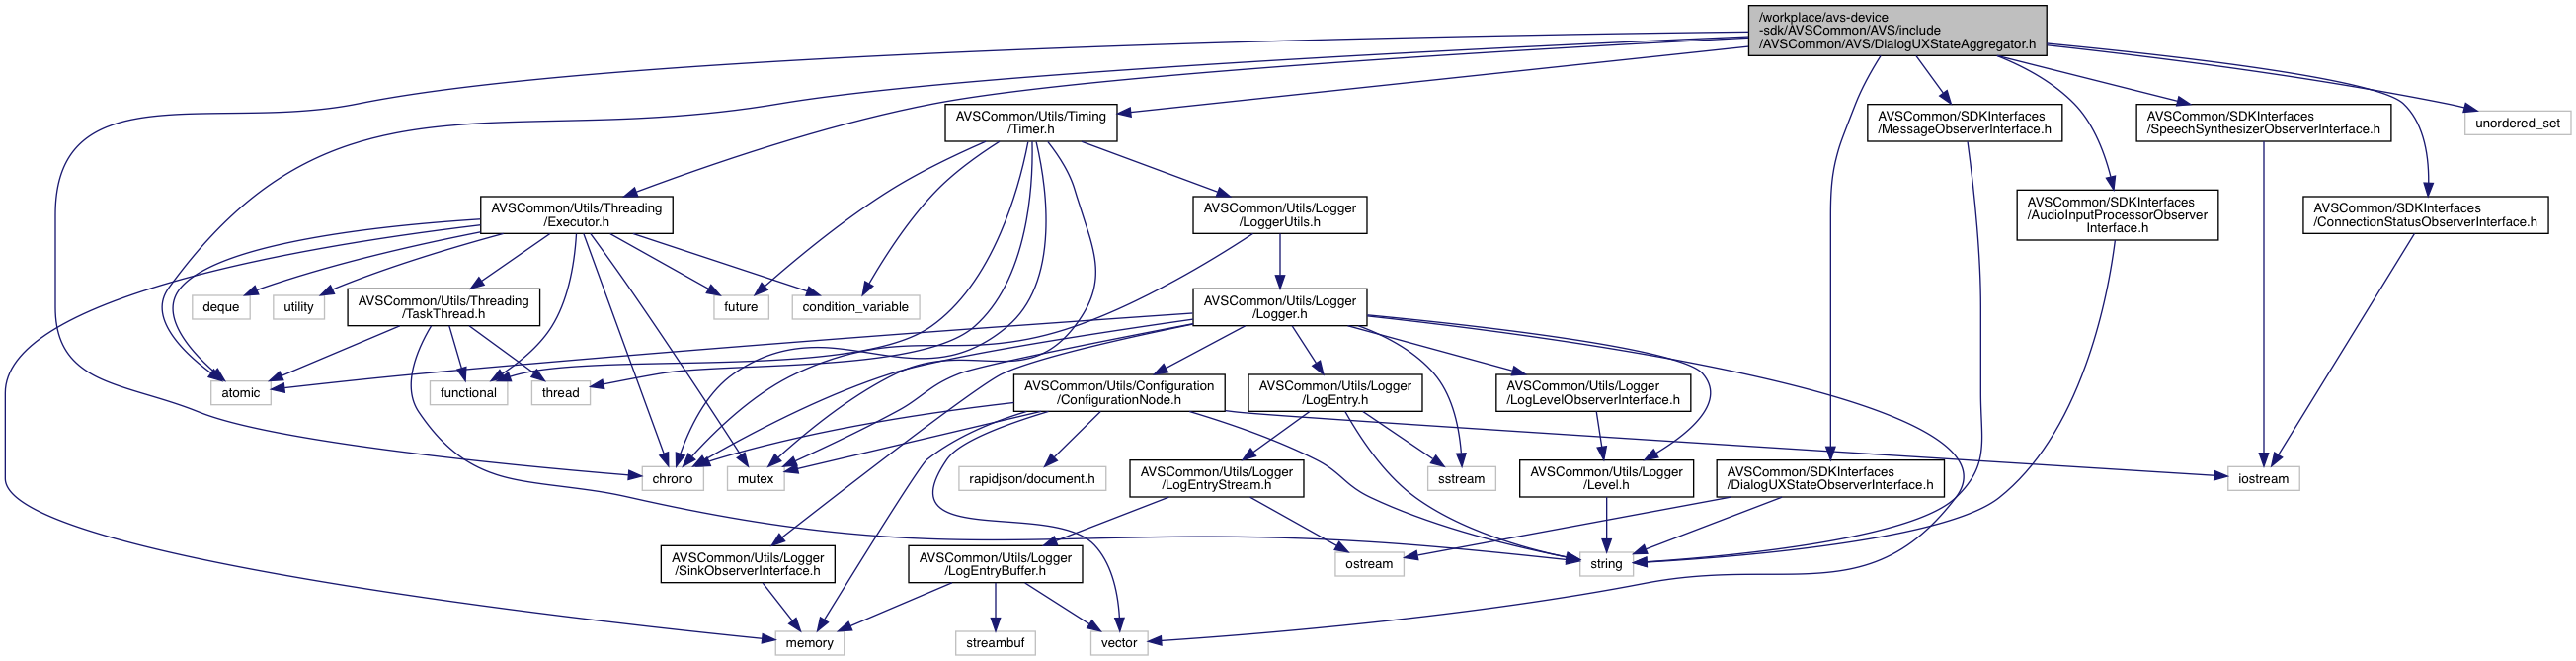 /workplace/avs-device
-sdk/AVSCommon/AVS/include
/AVSCommon/AVS/DialogUXStateAggregator.h
AVSCommon/Utils/Timing
/Timer.h
AVSCommon/SDKInterfaces
/MessageObserverInterface.h
AVSCommon/SDKInterfaces
/SpeechSynthesizerObserverInterface.h
unordered_set
AVSCommon/Utils/Threading
/Executor.h
AVSCommon/Utils/Logger
/LoggerUtils.h
AVSCommon/SDKInterfaces
/AudioInputProcessorObserver
Interface.h
AVSCommon/SDKInterfaces
/ConnectionStatusObserverInterface.h
deque
utility
AVSCommon/Utils/Threading
/TaskThread.h
future
condition_variable
AVSCommon/Utils/Logger
/Logger.h
atomic
functional
thread
AVSCommon/Utils/Configuration
/ConfigurationNode.h
AVSCommon/Utils/Logger
/LogEntry.h
AVSCommon/Utils/Logger
/LogLevelObserverInterface.h
chrono
mutex
rapidjson/document.h
AVSCommon/Utils/Logger
/LogEntryStream.h
sstream
AVSCommon/Utils/Logger
/Level.h
AVSCommon/SDKInterfaces
/DialogUXStateObserverInterface.h
iostream
AVSCommon/Utils/Logger
/SinkObserverInterface.h
AVSCommon/Utils/Logger
/LogEntryBuffer.h
ostream
string
memory
streambuf
vector